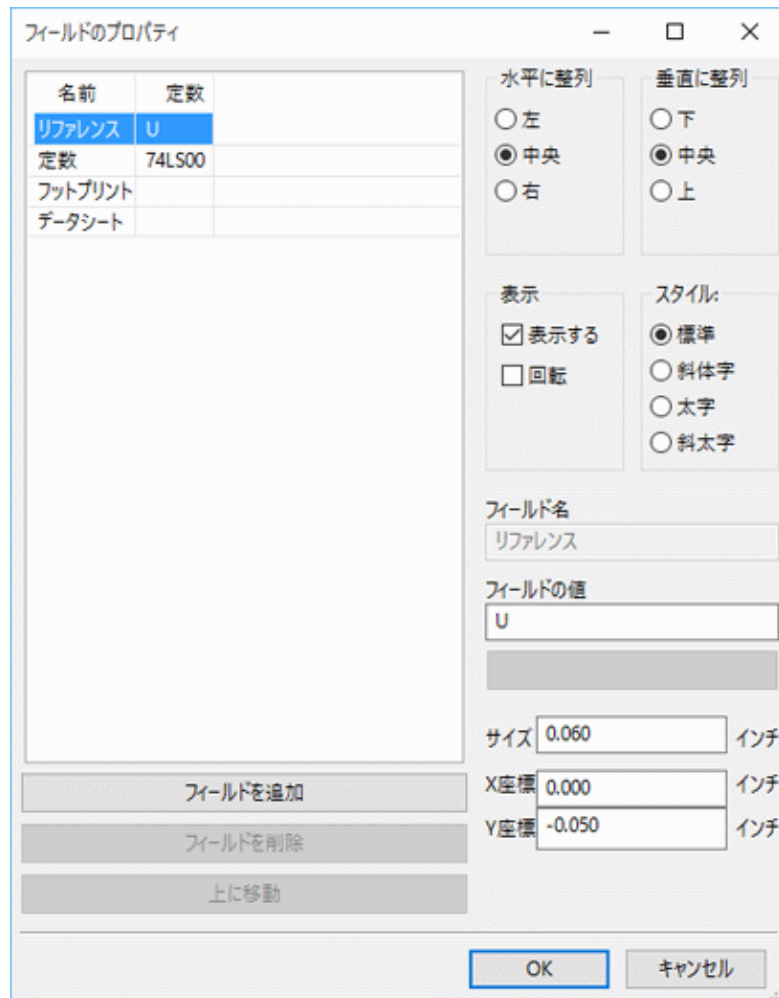 フィールドのプロパティ
名前 定数
リファレンス U
定数 74LS00
フットプリント
データシート
フィールドを追加
フィールドを削除
上に移動
水平に整列
左
中央
右
垂直に整列
下
中央
上
表示
表示する
回転
スタイル:
標準
斜体字
太字
斜太字
フィールド名
リファレンス
フィールドの値
U
サイズ 0.060 インチ
X座標 0.000 インチ
Y座標 -0.050 インチ
OK キャンセル